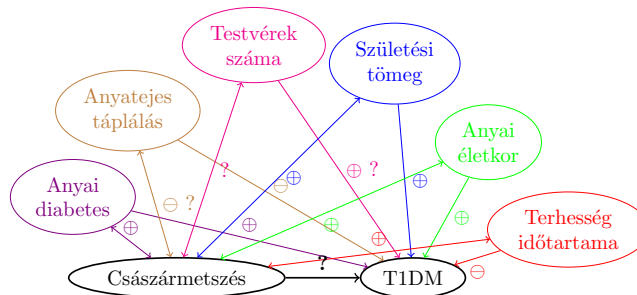 Testvérek
száma
Születési
tömeg
Anyatejes
táplálás
Anyai
életkor
Anyai
diabetes
Terhesség
időtartama
? ⊖ ⊕ ⊕ ?
⊖ ? ⊕
⊕ ⊕ ⊕ ⊕ ⊕
? ⊖
Császármetszés
T1DM